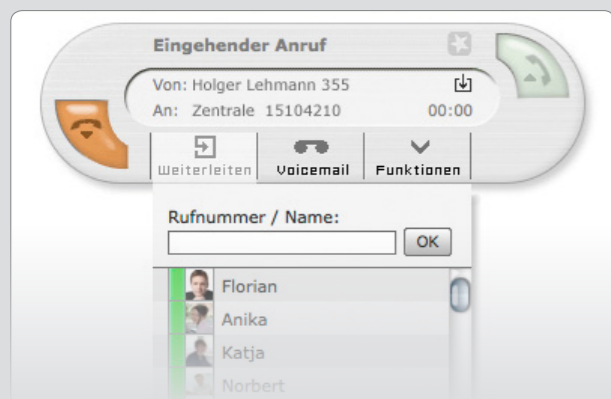 Eingehender Anruf
Von: Holger Lehmann 355
An: Zentrale 15104210 00:00
Weiterleiten Voicemail Funktionen
Rufnummer / Name:
OK
Florian
Anika
Katja
Norbert